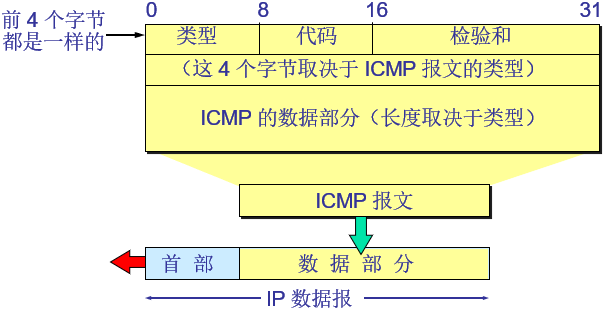 0 8 16 31
前 4 个字节
都是一样的
类型 代码 检验和
（这 4 个字节取决于 ICMP 报文的类型）
ICMP 的数据部分（长度取决于类型）
ICMP 报文
首 部 数 据 部 分
IP 数据报